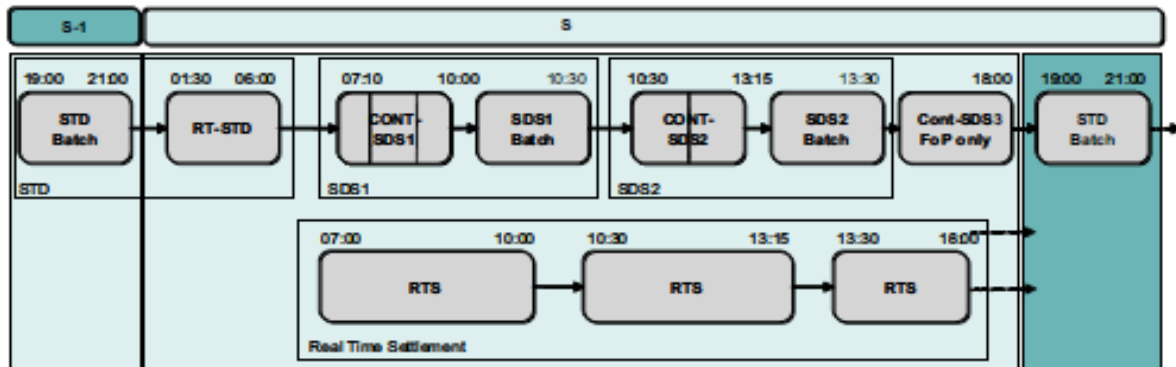 S-1
S
19:00 21:00 01:30 06:00 07:10 10:00 10:30 10:30 13:15 13:30 18:00 19:00 21:00
STD
Batch
RT-STD
CONT-
SDS1
SDS1
Batch
CONT-
SDS2
SDS2
Batch
Cont-SDS3
FoP only
STD
Batch
STD
SDS1
SDS2
07:00 10:00 10:30 13:15 13:30 16:00
RTS
RTS
RTS
Real Time Settlement